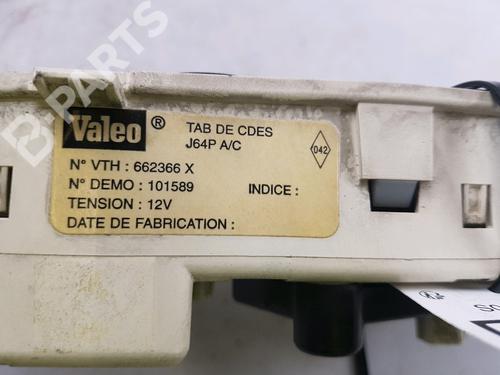 B-PARTS
Valeo ®
TAB DE CDES
J64P A/C
042
N° VTH : 662366 X
N° DEMO : 101589
INDICE :
TENSION : 12V
DATE DE FABRICATION :